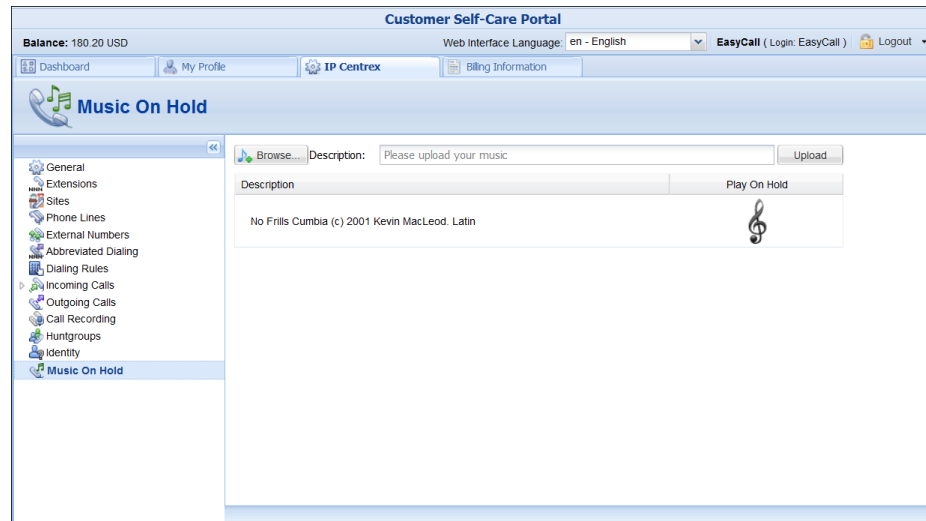 Customer Self-Care Portal
Balance: 180.20 USD
Web Interface Language: en - English
EasyCall ( Login: EasyCall )
Logout
Dashboard
My Profile
IP Centrex
Billing Information
Music On Hold
General
Extensions
Sites
Phone Lines
External Numbers
Abbreviated Dialing
Dialing Rules
Incoming Calls
Outgoing Calls
Call Recording
Huntgroups
Identity
Music On Hold
Browse... Description: Please upload your music Upload
Description Play On Hold
No Frills Cumbia (c) 2001 Kevin MacLeod. Latin